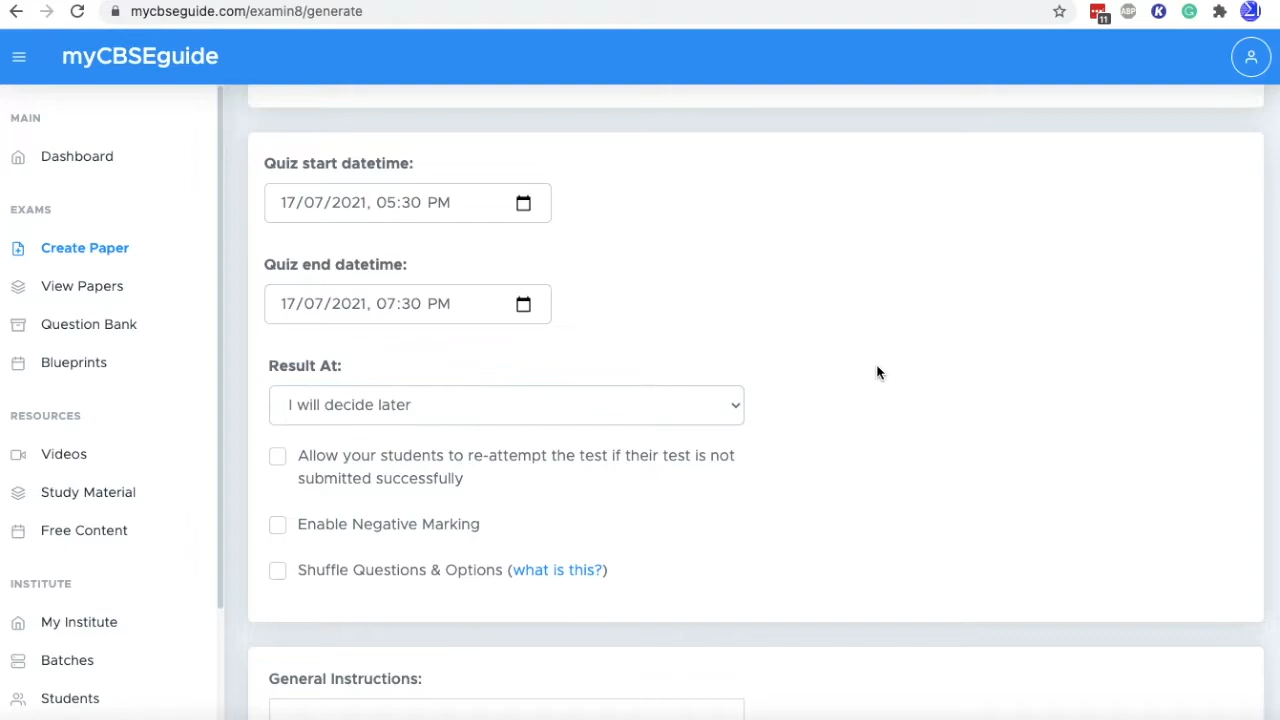 mycbseguide.com/examin8/generate
11
ABP
K
G
Σ
myCBSEguide
MAIN
Dashboard
EXAMS
Create Paper
View Papers
Question Bank
Blueprints
RESOURCES
Videos
Study Material
Free Content
INSTITUTE
My Institute
Batches
Students
Quiz start datetime:
17/07/2021, 05:30 PM
Quiz end datetime:
17/07/2021, 07:30 PM
Result At:
I will decide later
Allow your students to re-attempt the test if their test is not
submitted successfully
Enable Negative Marking
Shuffle Questions & Options (what is this?)
General Instructions: